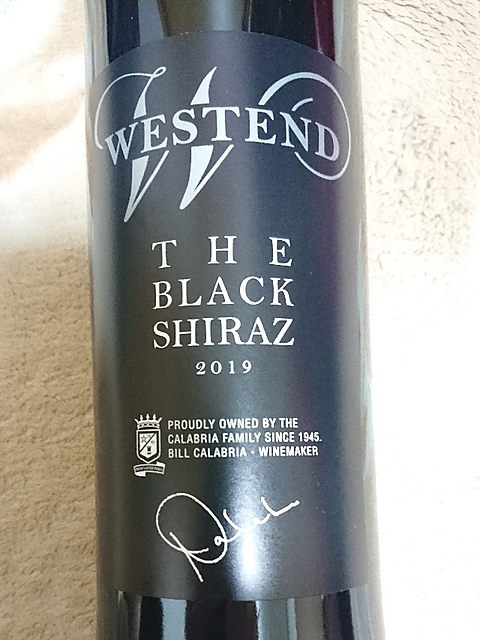 WESTEND
THE
BLACK
SHIRAZ
2019
PROUDLY OWNED BY THE
CALABRIA FAMILY SINCE 1945.
BILL CALABRIA - WINEMAKER